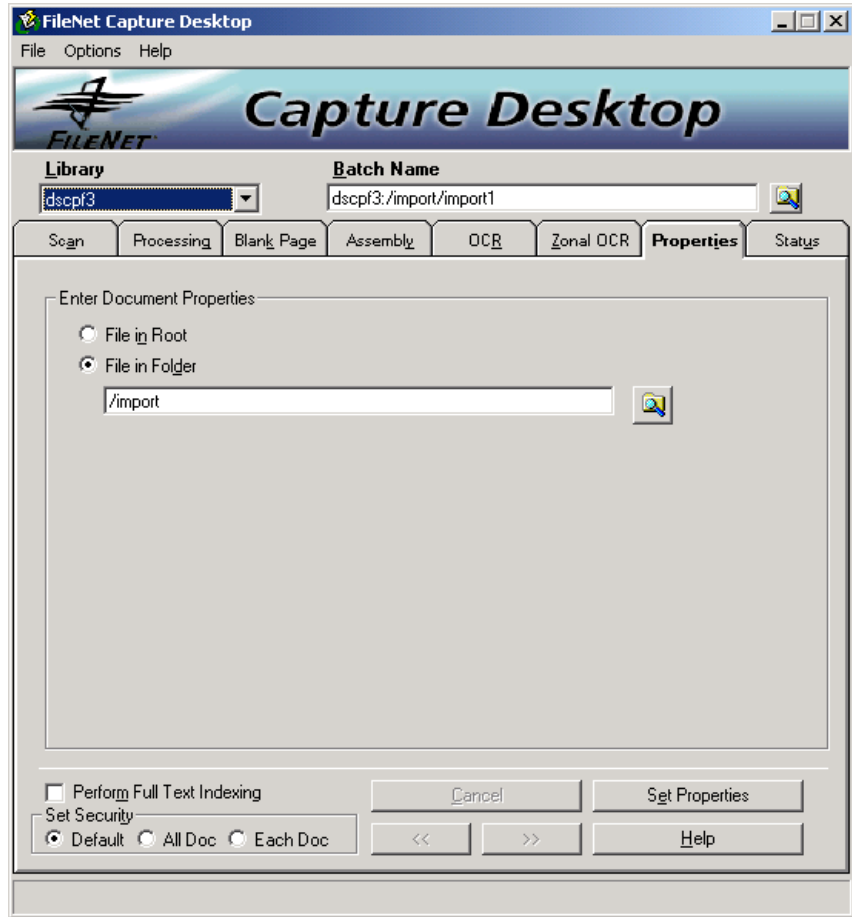 FileNet Capture Desktop
File Options Help
FILENET Capture Desktop
Library Batch Name
dscpf3 dscpf3:/import/import1
Scan Processing Blank Page Assembly OCR Zonal OCR Properties Status
Enter Document Properties
File in Root
File in Folder
/import
Perform Full Text Indexing Cancel Set Properties
Set Security
Default All Doc Each Doc << >> Help